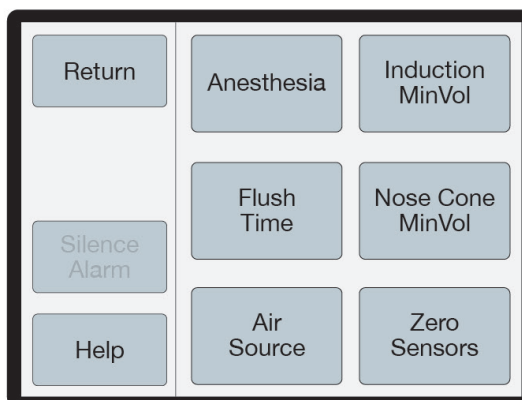 Return
Silence
Alarm
Help
Anesthesia
Induction
MinVol
Flush
Time
Nose Cone
MinVol
Air
Source
Zero
Sensors